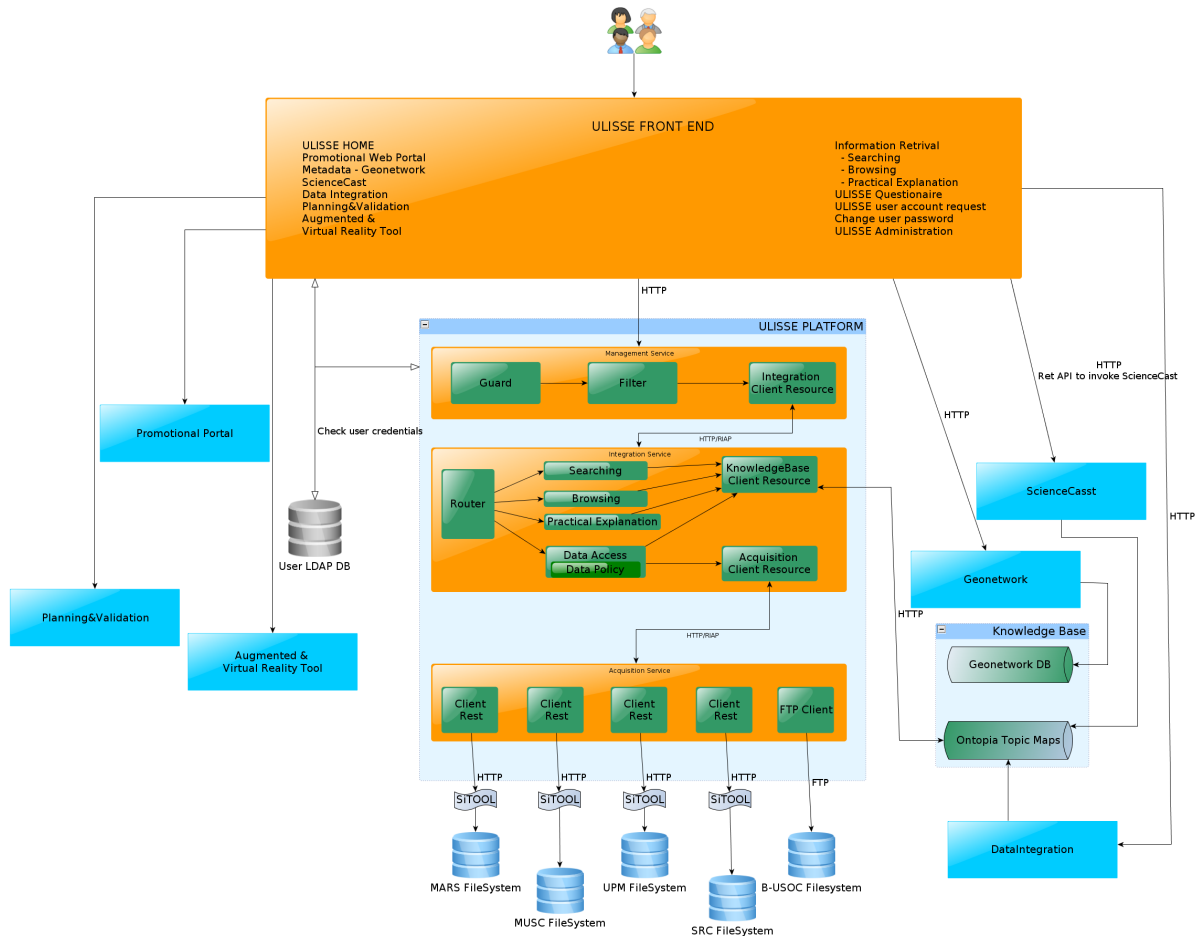 ULISSE FRONT END
ULISSE HOME
Promotional Web Portal
Metadata - Geonetwork
ScienceCast
Data Integration
Planning&Validation
Augmented &
Virtual Reality Tool
Information Retrival
- Searching
- Browsing
- Practical Explanation
ULISSE Questionaire
ULISSE user account request
Change user password
ULISSE Administration
HTTP
ULISSE PLATFORM
Management Service
Guard
Filter
Integration
Client Resource
HTTP/RIAP
Integration Service
Router
Searching
Browsing
Practical Explanation
Data Access
Data Policy
KnowledgeBase
Client Resource
Acquisition
Client Resource
HTTP/RIAP
Acquisition Service
Client
Rest
Client
Rest
Client
Rest
Client
Rest
FTP Client
HTTP
HTTP
HTTP
HTTP
FTP
SiTOOL
SiTOOL
SiTOOL
SiTOOL
MARS FileSystem
MUSC FileSystem
UPM FileSystem
SRC FileSystem
B-USOC Filesystem
Promotional Portal
Check user credentials
User LDAP DB
Planning&Validation
Augmented &
Virtual Reality Tool
HTTP
Ret API to invoke ScienceCast
HTTP
ScienceCasst
HTTP
Geonetwork
HTTP
Knowledge Base
Geonetwork DB
Ontopia Topic Maps
DataIntegration